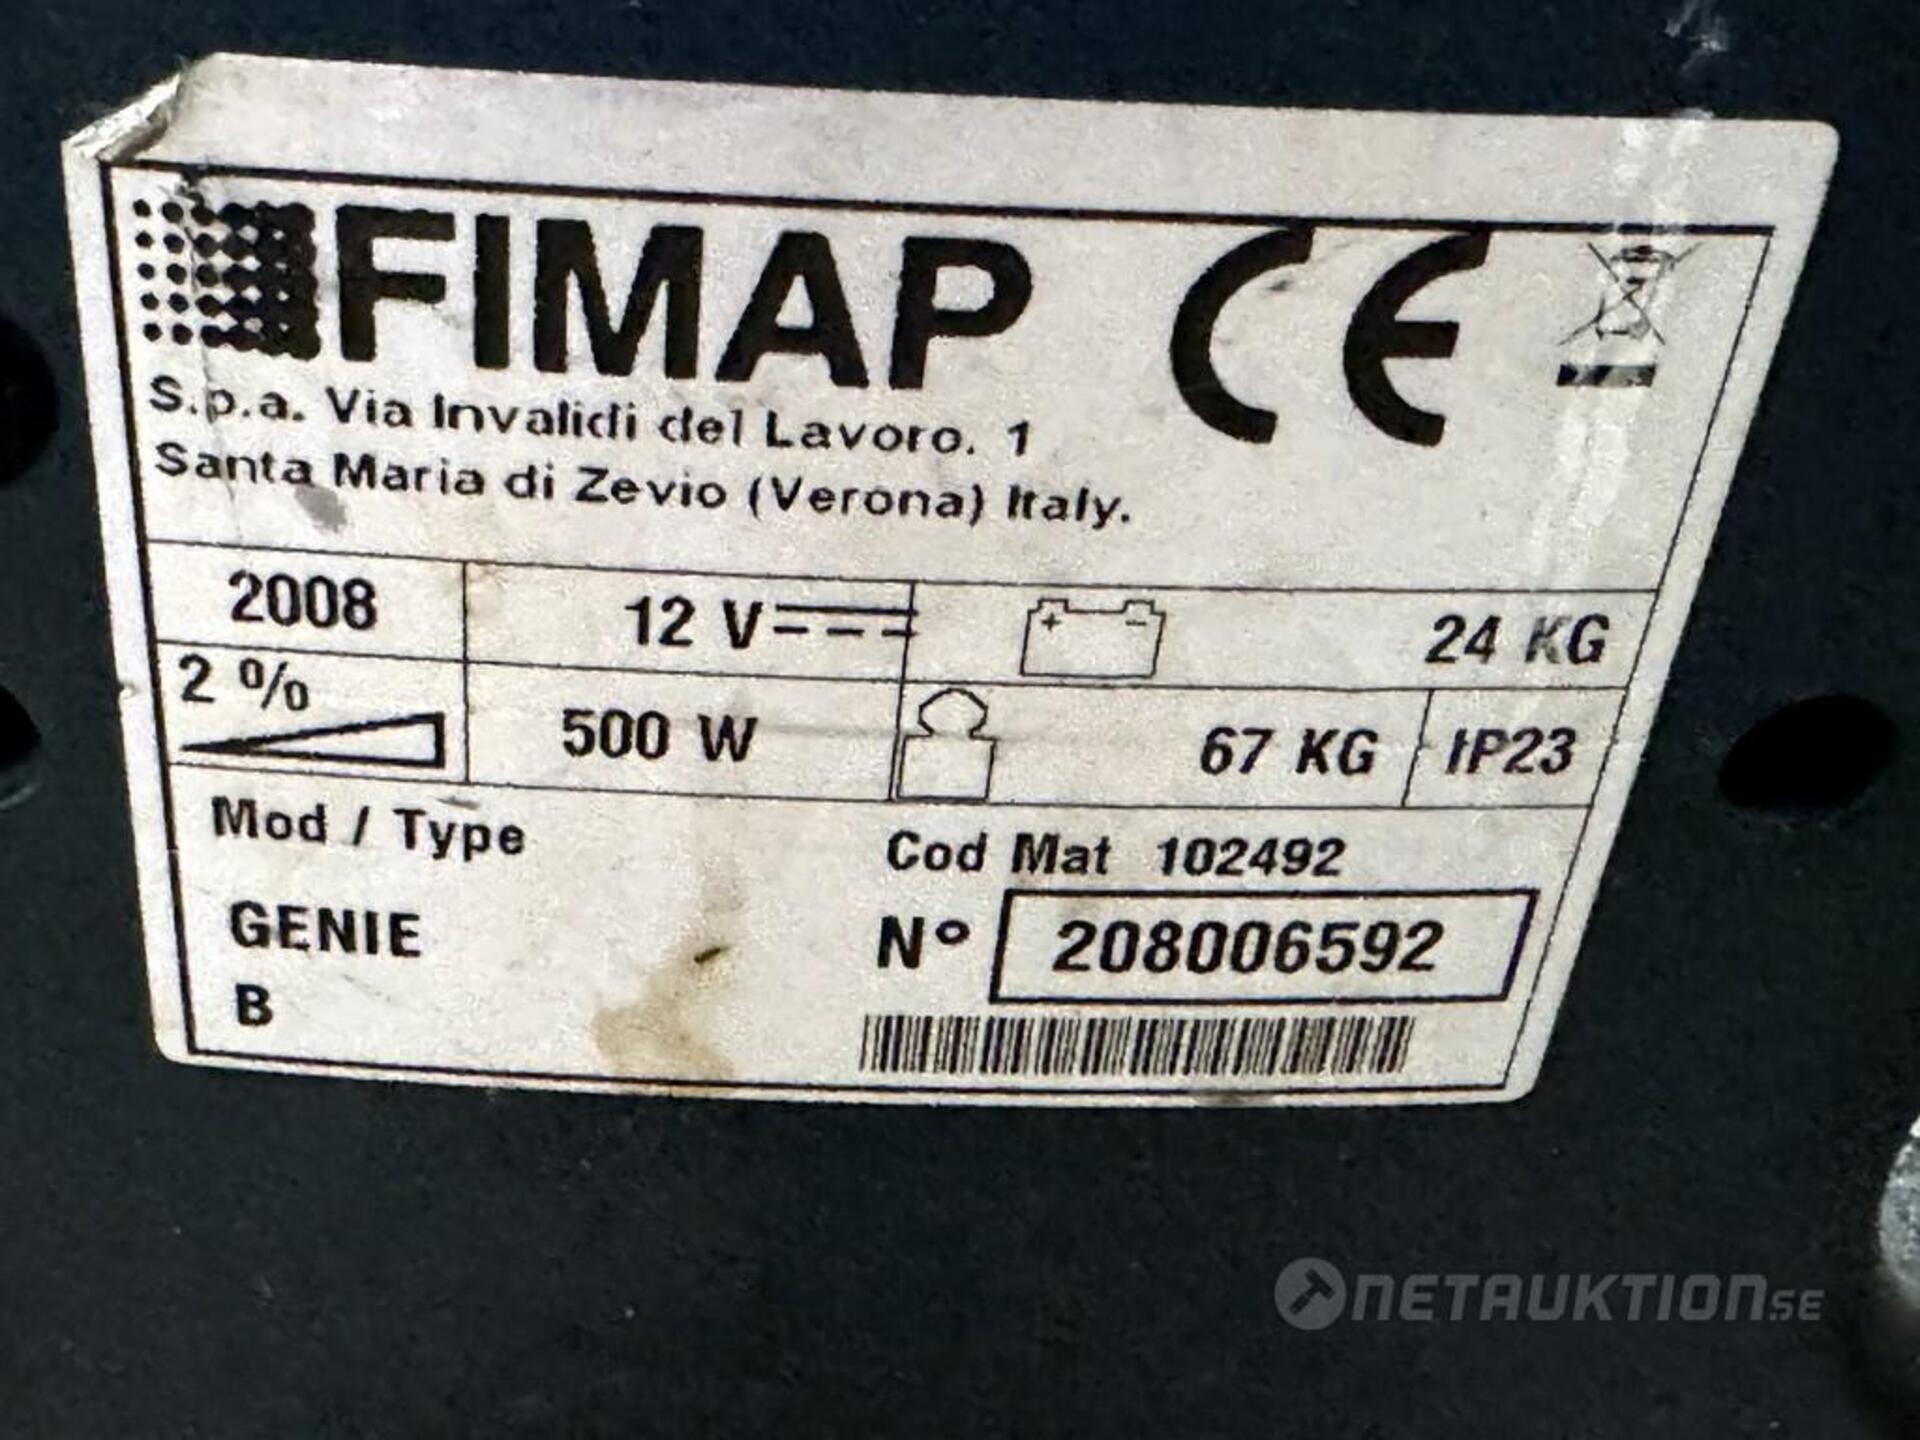 FIMAP CE
S.p.a. Via Invalidi del Lavoro. 1
Santa Maria di Zevio (Verona) Italy.
2008 12 V + - 24 KG
2 % 500 W 67 KG IP23
Mod / Type
Cod Mat 102492
GENIE
N° 208006592
B
NETAUKTION.SE